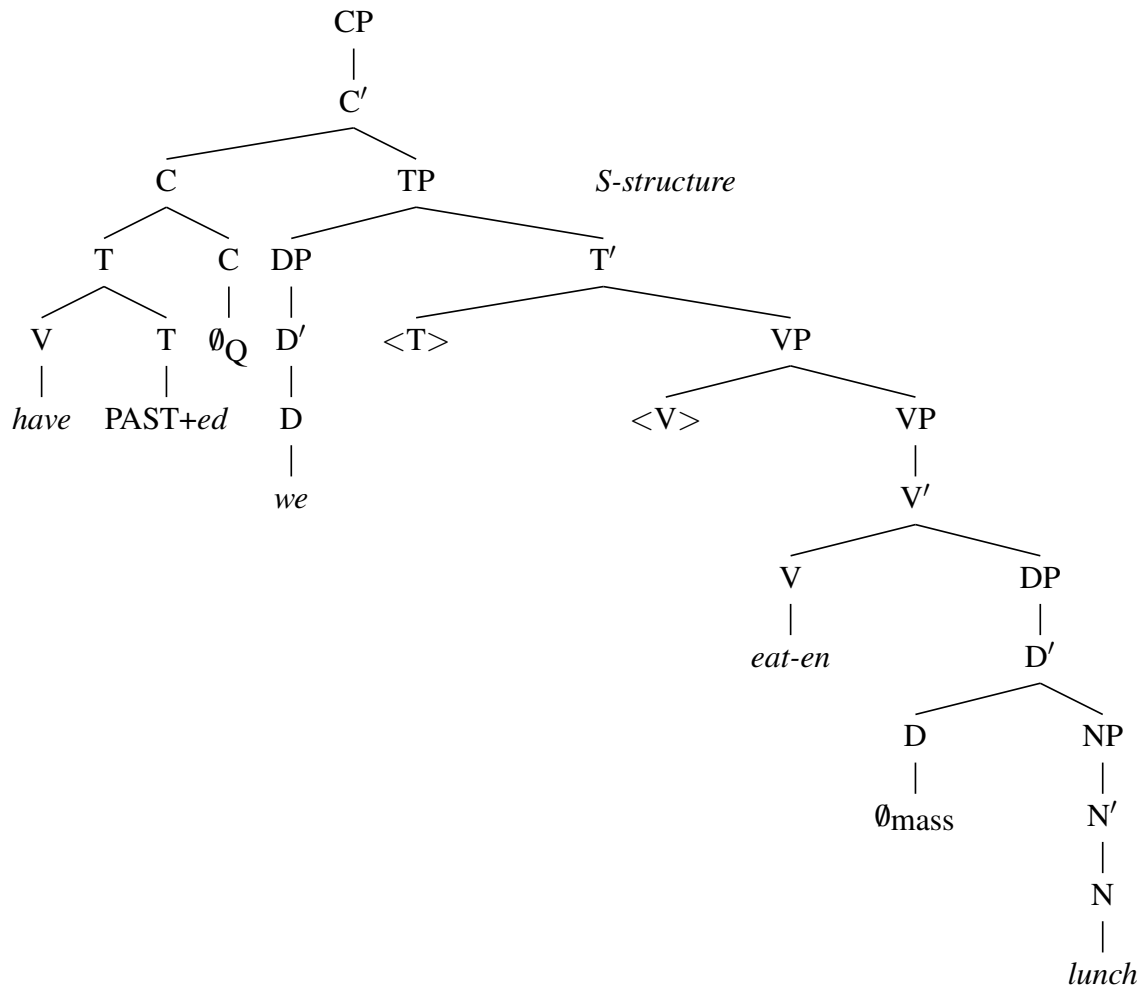 CP
C′
C TP S-structure
T C DP T′
V T ∅Q D′ <T> VP
have PAST+ed D <V> VP
we V′
V DP
eat-en D′
D NP
∅mass N′
N
lunch